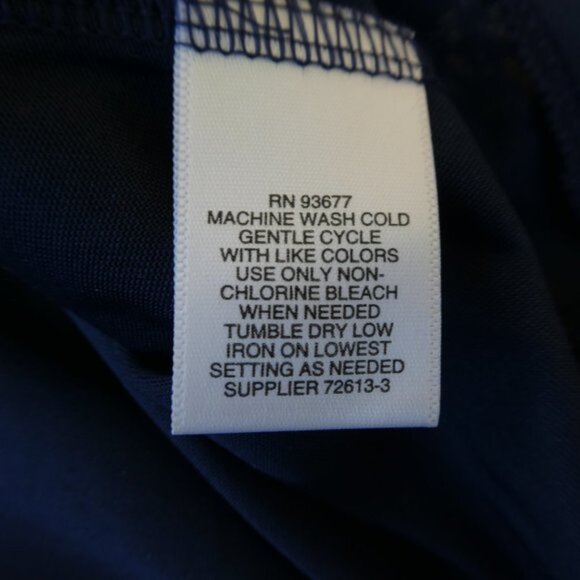 RN 93677
MACHINE WASH COLD
GENTLE CYCLE
WITH LIKE COLORS
USE ONLY NON-
CHLORINE BLEACH
WHEN NEEDED
TUMBLE DRY LOW
IRON ON LOWEST
SETTING AS NEEDED
SUPPLIER 72613-3